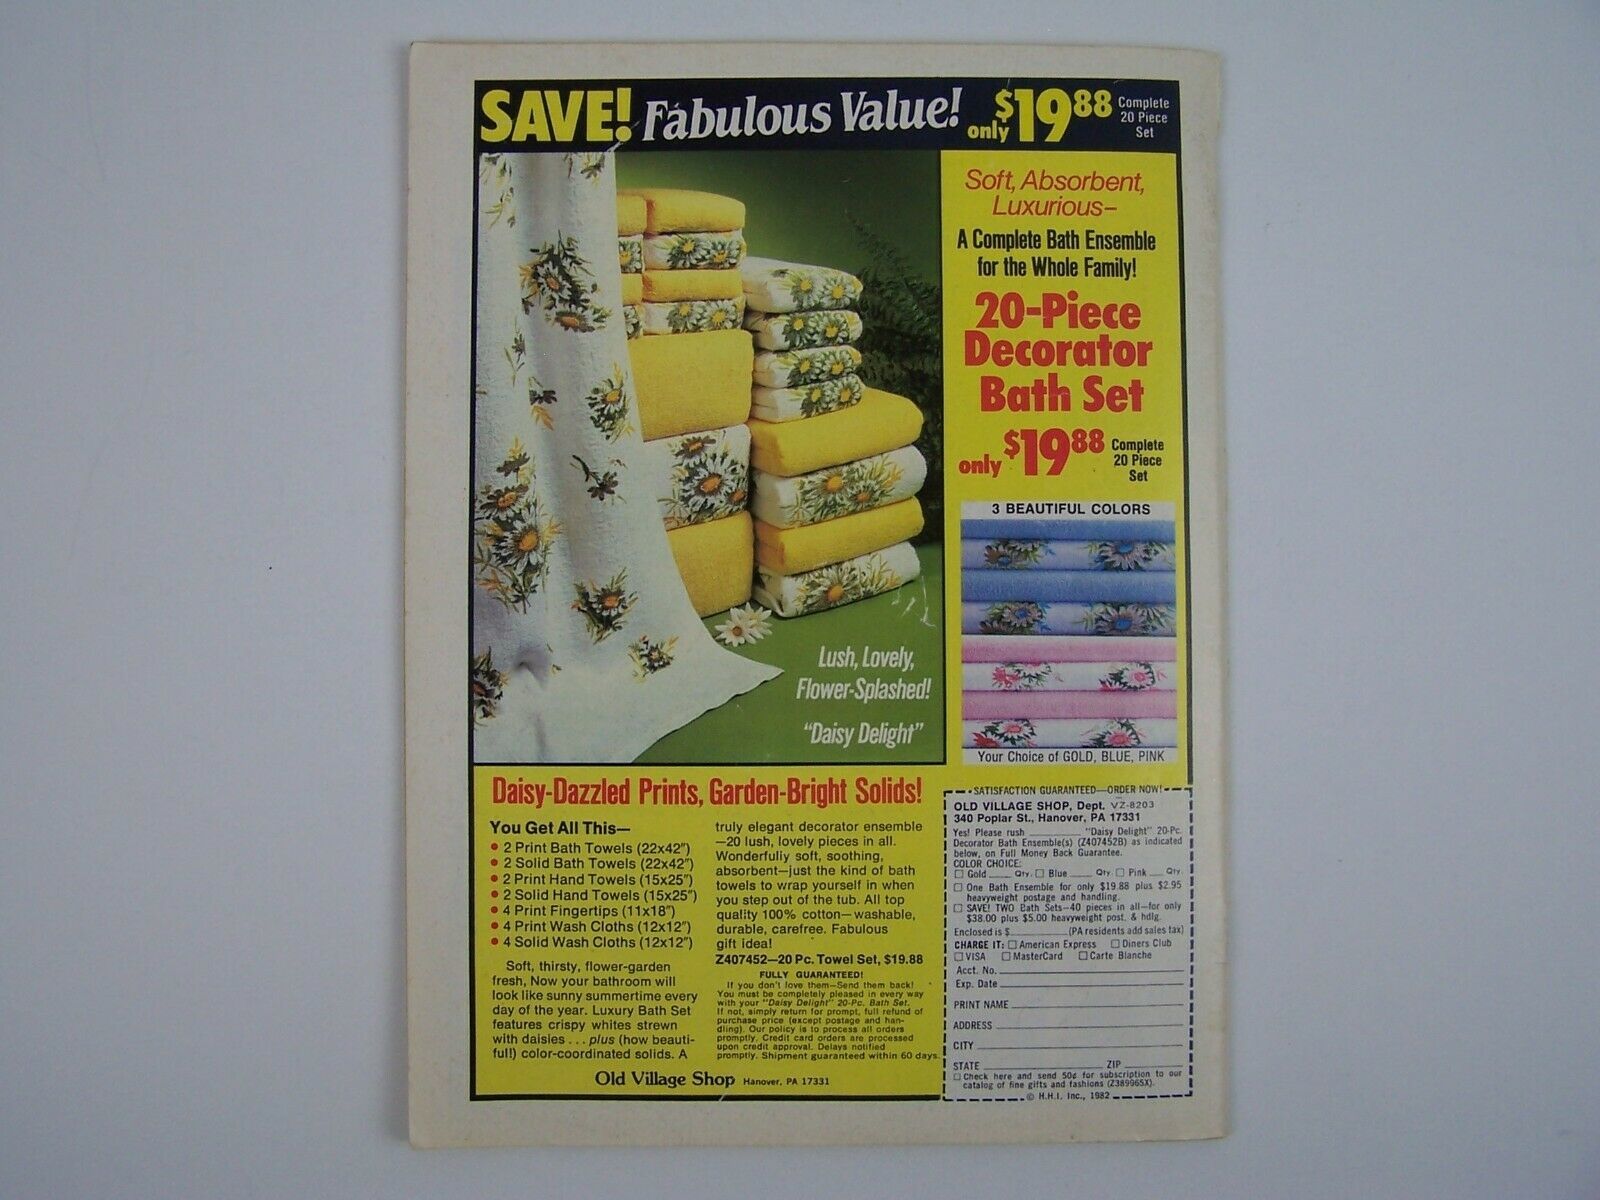 SAVE! Fabulous Value! only $19.88 Complete 20 Piece Set
Soft, Absorbent,
Luxurious—
A Complete Bath Ensemble
for the Whole Family!
20-Piece
Decorator
Bath Set
only $19.88 Complete 20 Piece Set
3 BEAUTIFUL COLORS
Your Choice of GOLD, BLUE, PINK
Lush, Lovely,
Flower-Splashed!
"Daisy Delight"
Daisy-Dazzled Prints, Garden-Bright Solids!
You Get All This—
• 2 Print Bath Towels (22x42")
• 2 Solid Bath Towels (22x42")
• 2 Print Hand Towels (15x25")
• 2 Solid Hand Towels (15x25")
• 4 Print Fingertips (11x18")
• 4 Print Wash Cloths (12x12")
• 4 Solid Wash Cloths (12x12")
Soft, thirsty, flower-garden
fresh, Now your bathroom will
look like sunny summertime every
day of the year. Luxury Bath Set
features crispy whites strewn
with daisies . . . plus (how beauti-
ful!) color-coordinated solids. A
truly elegant decorator ensemble
—20 lush, lovely pieces in all.
Wonderfully soft, soothing,
absorbent—just the kind of bath
towels to wrap yourself in when
you step out of the tub. All top
quality 100% cotton—washable,
durable, carefree. Fabulous
gift idea!
Z407452—20 Pc. Towel Set, $19.88
FULLY GUARANTEED!
If you don't love them—Send them back!
You must be completely pleased in every way
with your "Daisy Delight" 20-Pc. Bath Set.
If not, simply return for prompt, full refund of
purchase price (except postage and han-
dling). Our policy is to process all orders
promptly. Credit card orders are processed
upon credit approval. Delays notified
promptly. Shipment guaranteed within 60 days.
Old Village Shop Hanover, PA 17331
SATISFACTION GUARANTEED—ORDER NOW!
OLD VILLAGE SHOP, Dept. VZ-8203
340 Poplar St., Hanover, PA 17331
Yes! Please rush ________ "Daisy Delight" 20-Pc.
Decorator Bath Ensemble(s) (Z407452B) as indicated
below, on Full Money Back Guarantee.
COLOR CHOICE:
☐ Gold ____ Qty. ☐ Blue ____ Qty. ☐ Pink ____ Qty.
☐ One Bath Ensemble for only $19.88 plus $2.95
heavyweight postage and handling.
☐ SAVE! TWO Bath Sets—40 pieces in all—for only
$38.00 plus $5.00 heavyweight post. & hdlg.
Enclosed is $________ (PA residents add sales tax)
CHARGE IT: ☐ American Express ☐ Diners Club
☐ VISA ☐ MasterCard ☐ Carte Blanche
Acct. No. ________
Exp. Date ________
PRINT NAME ________
ADDRESS ________
CITY ________
STATE ________ ZIP ________
☐ Check here and send 50¢ for subscription to our
catalog of fine gifts and fashions (Z389965X).
© H.H.I. Inc., 1982